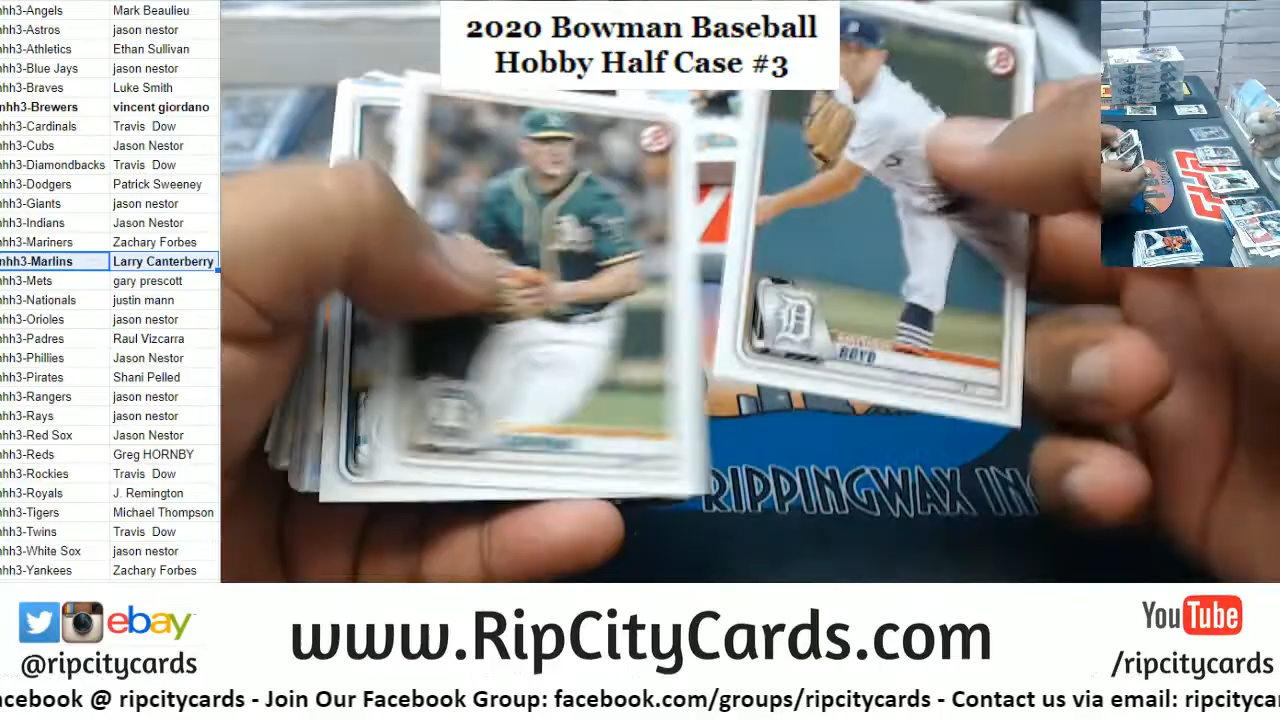 2020 Bowman Baseball
Hobby Half Case #3
hh3-Angels Mark Beaulieu
hh3-Astros jason nestor
hh3-Athletics Ethan Sullivan
hh3-Blue Jays jason nestor
hh3-Braves Luke Smith
hh3-Brewers vincent giordano
hh3-Cardinals Travis Dow
hh3-Cubs Jason Nestor
hh3-Diamondbacks Travis Dow
hh3-Dodgers Patrick Sweeney
hh3-Giants jason nestor
hh3-Indians Jason Nestor
hh3-Mariners Zachary Forbes
hh3-Marlins Larry Canterberry
hh3-Mets gary prescott
hh3-Nationals justin mann
hh3-Orioles jason nestor
hh3-Padres Raul Vizcarra
hh3-Phillies Jason Nestor
hh3-Pirates Shani Pelled
hh3-Rangers jason nestor
hh3-Rays jason nestor
hh3-Red Sox Jason Nestor
hh3-Reds Greg HORNBY
hh3-Rockies Travis Dow
hh3-Royals J. Remington
hh3-Tigers Michael Thompson
hh3-Twins Travis Dow
hh3-White Sox jason nestor
hh3-Yankees Zachary Forbes
BOYD
RIPPINGWAX IN
ebay
@ripcitycards
www.RipCityCards.com
YouTube
/ripcitycards
acebook @ ripcitycards - Join Our Facebook Group: facebook.com/groups/ripcitycards - Contact us via email: ripcityca